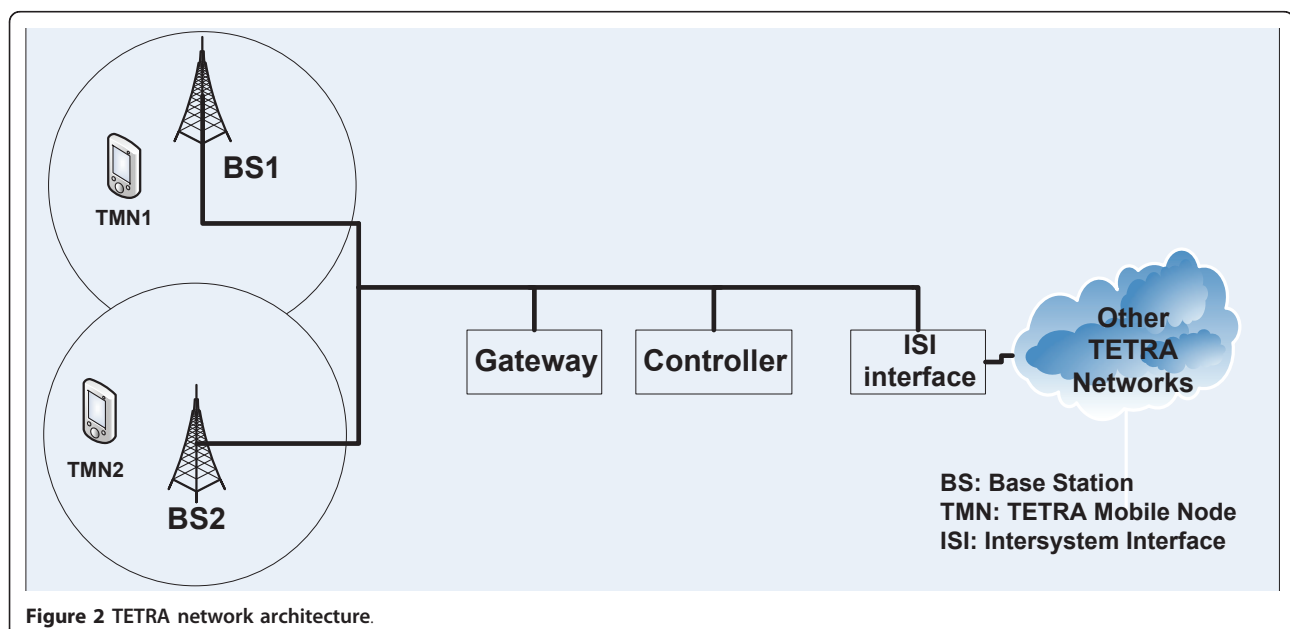 BS1
TMN1
Gateway
Controller
ISI
interface
Other
TETRA
Networks
TMN2
BS2
BS: Base Station
TMN: TETRA Mobile Node
ISI: Intersystem Interface
Figure 2 TETRA network architecture.